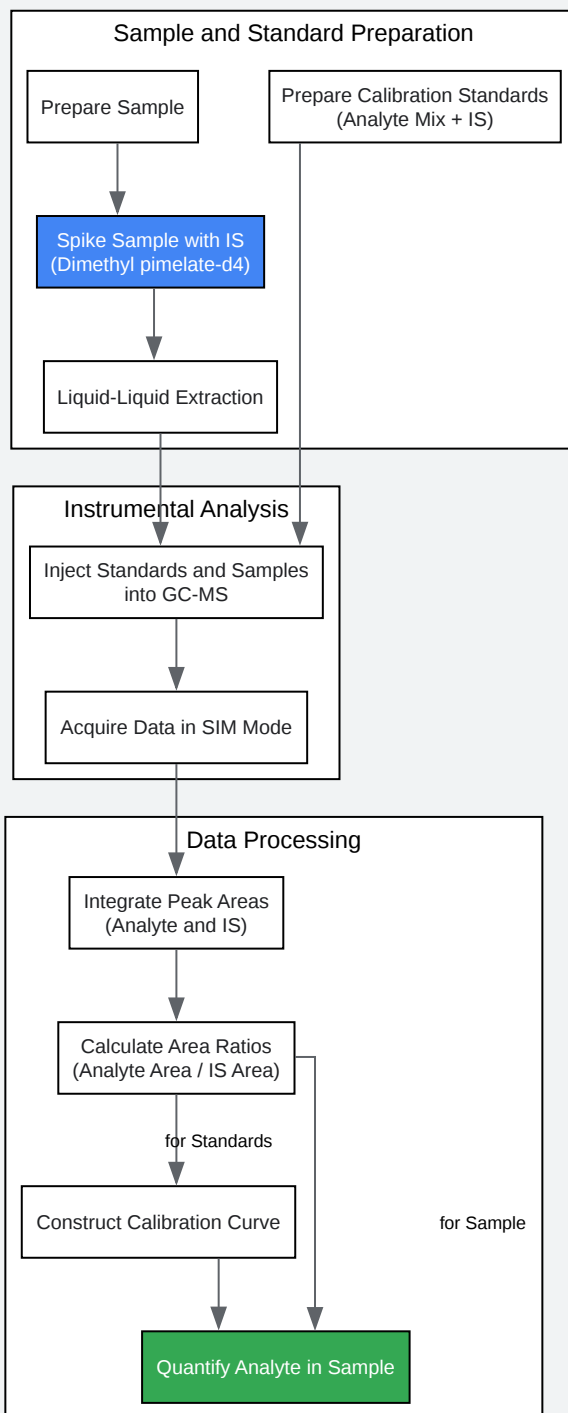 Sample and Standard Preparation
Prepare Sample
Prepare Calibration Standards
(Analyte Mix + IS)
Spike Sample with IS
(Dimethyl pimelate-d4)
Liquid-Liquid Extraction
Instrumental Analysis
Inject Standards and Samples
into GC-MS
Acquire Data in SIM Mode
Data Processing
Integrate Peak Areas
(Analyte and IS)
Calculate Area Ratios
(Analyte Area / IS Area)
for Standards
Construct Calibration Curve
for Sample
Quantify Analyte in Sample